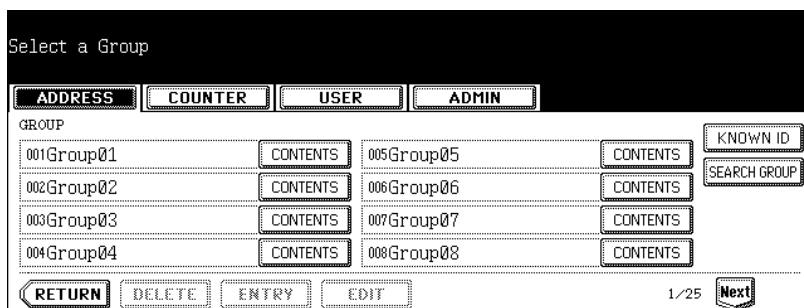 Select a Group
ADDRESS COUNTER USER ADMIN
GROUP
KNOWN ID
001Group01 CONTENTS 005Group05 CONTENTS
SEARCH GROUP
002Group02 CONTENTS 006Group06 CONTENTS
003Group03 CONTENTS 007Group07 CONTENTS
004Group04 CONTENTS 008Group08 CONTENTS
RETURN DELETE ENTRY EDIT 1/25 Next